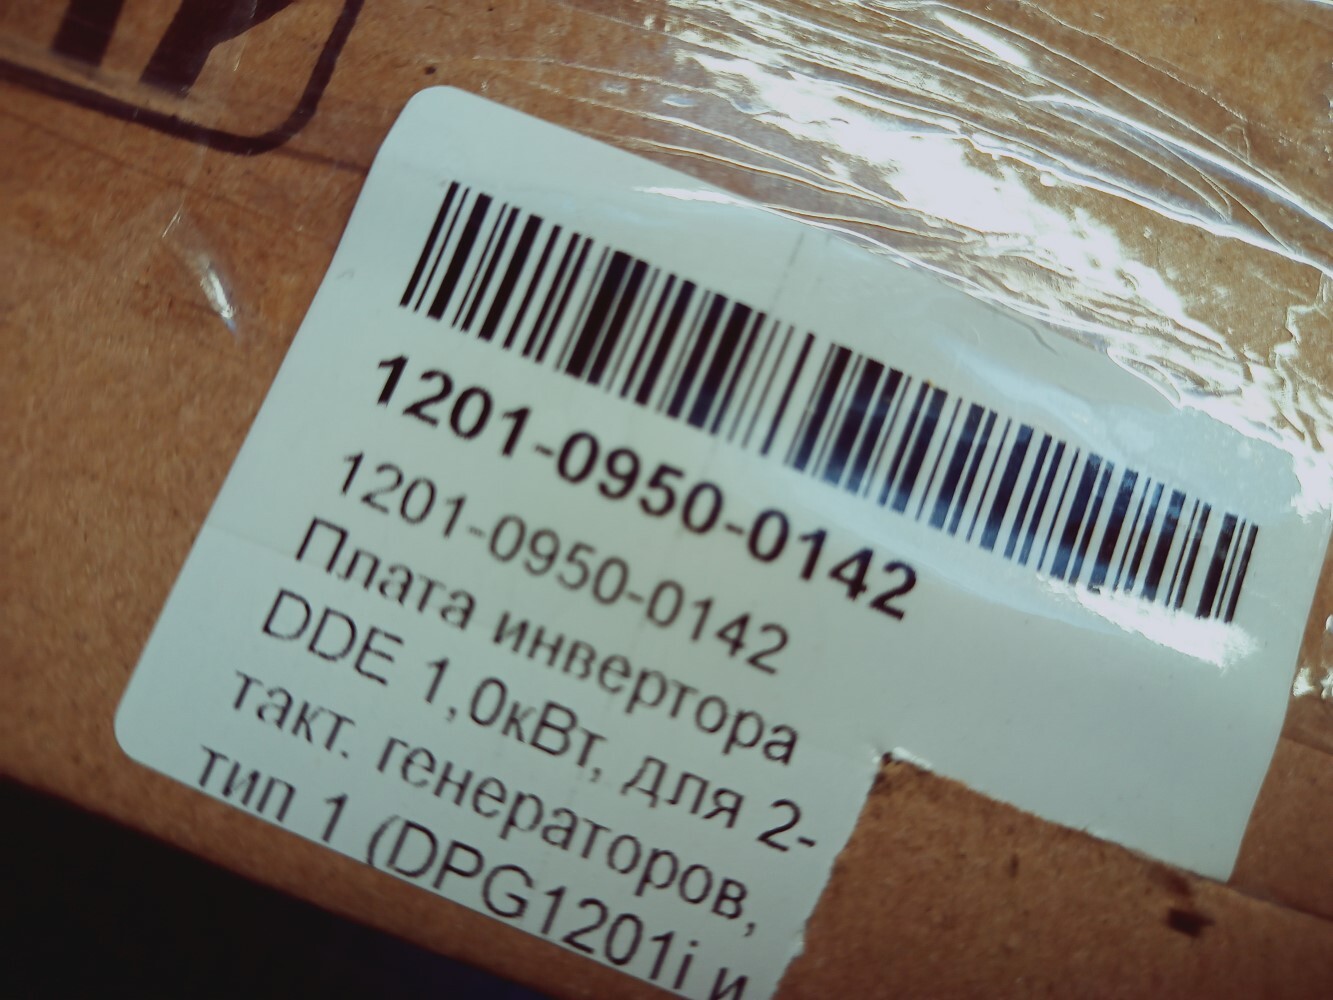 1201-0950-0142
1201-0950-0142
Плата инвертора
DDE 1,0кВт, для 2-
такт. генераторов,
тип 1 (DPG1201i и